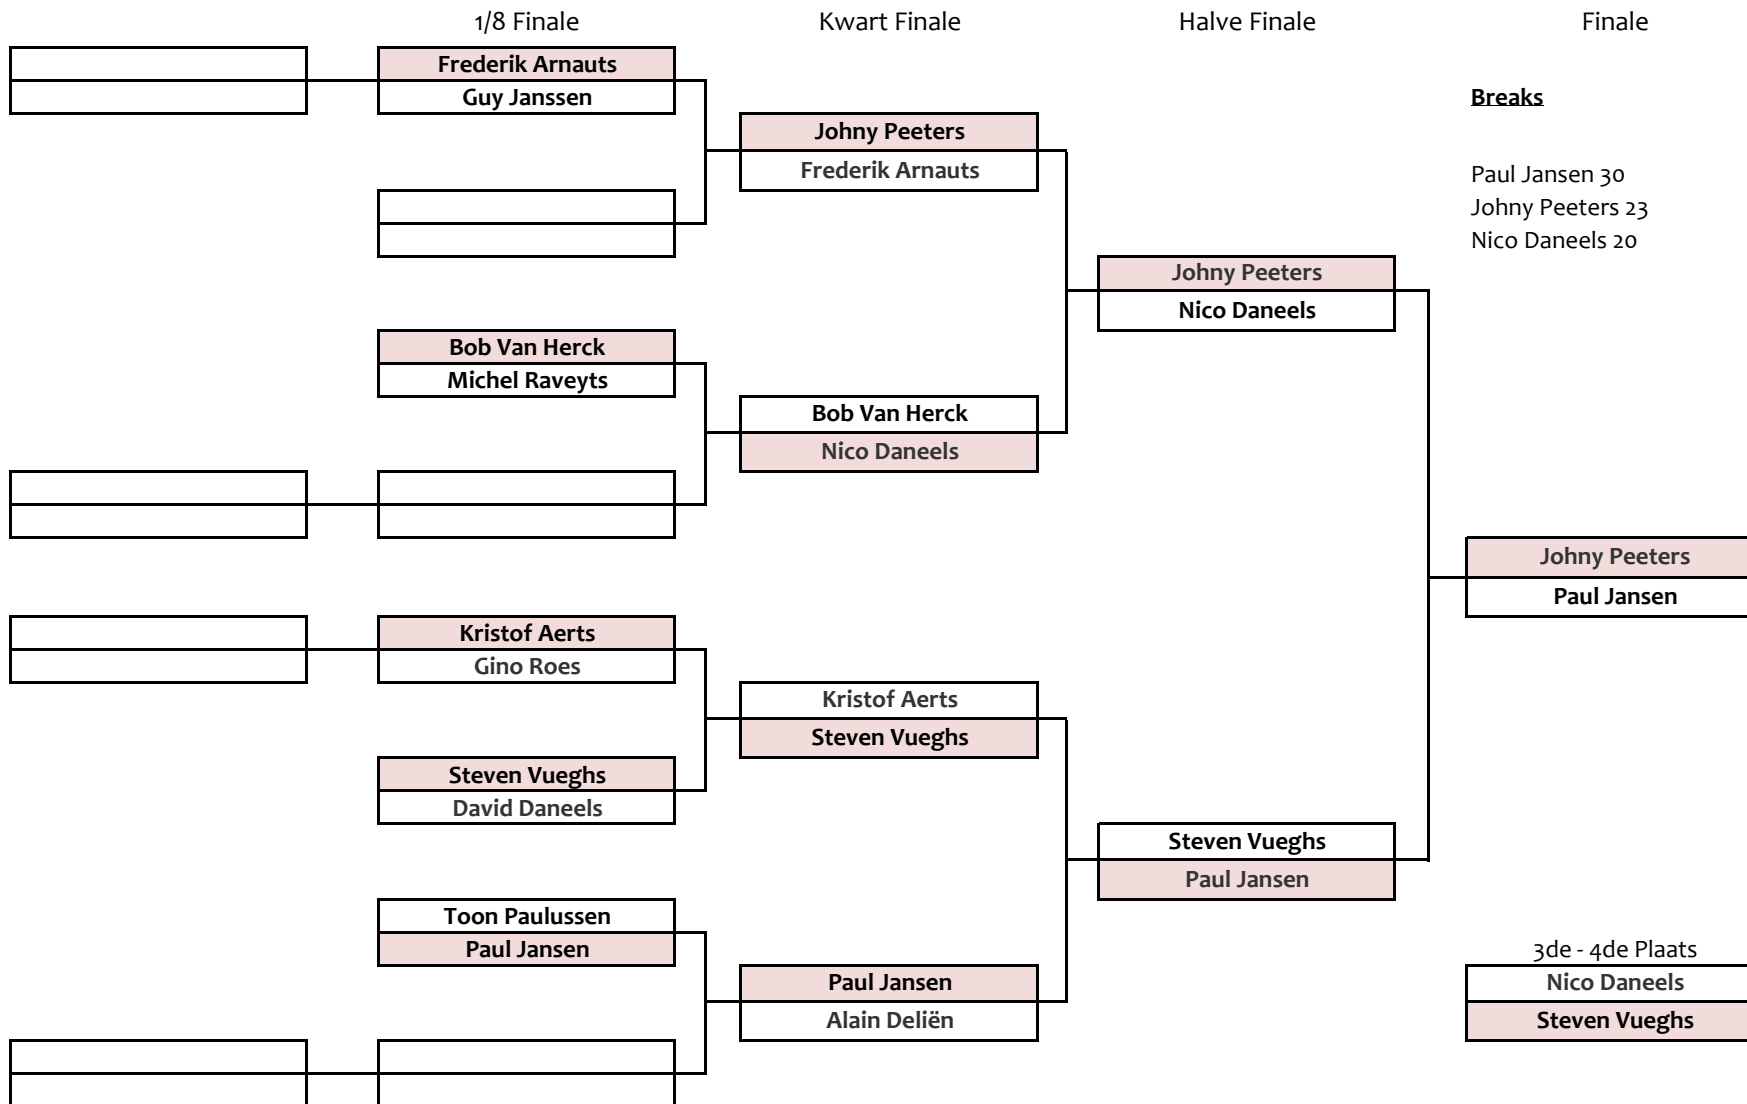 1/8 Finale
Kwart Finale
Halve Finale
Finale
Frederik Arnauts
Guy Janssen
Breaks
Johny Peeters
Frederik Arnauts
Paul Jansen 30
Johny Peeters 23
Nico Daneels 20
Johny Peeters
Nico Daneels
Bob Van Herck
Michel Raveyts
Bob Van Herck
Nico Daneels
Johny Peeters
Paul Jansen
Kristof Aerts
Gino Roes
Kristof Aerts
Steven Vueghs
Steven Vueghs
David Daneels
Steven Vueghs
Paul Jansen
Toon Paulussen
Paul Jansen
Paul Jansen
Alain Deliën
3de - 4de Plaats
Nico Daneels
Steven Vueghs